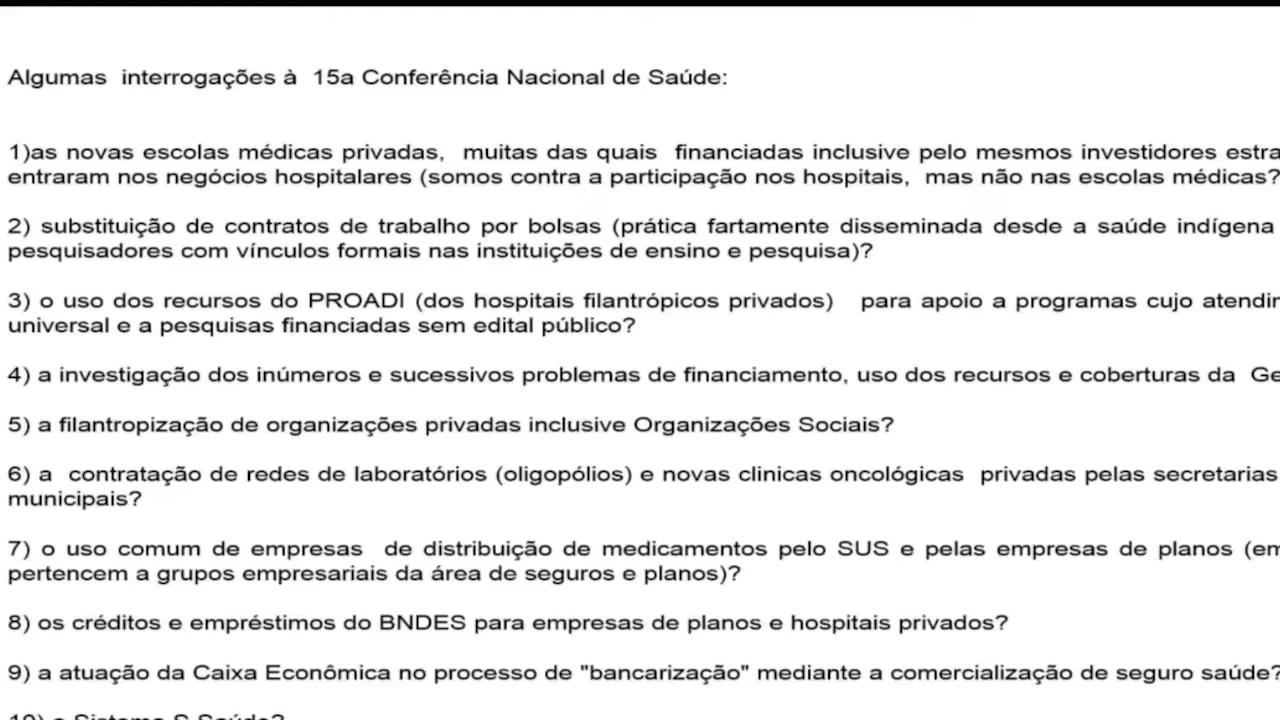 Algumas interrogações à 15a Conferência Nacional de Saúde:
1)as novas escolas médicas privadas, muitas das quais financiadas inclusive pelo mesmos investidores
entraram nos negócios hospitalares (somos contra a participação nos hospitais, mas não nas escolas médicas?
2) substituição de contratos de trabalho por bolsas (prática fartamente disseminada desde a saúde indígena
pesquisadores com vínculos formais nas instituições de ensino e pesquisa)?
3) o uso dos recursos do PROADI (dos hospitais filantrópicos privados) para apoio a programas cujo
universal e a pesquisas financiadas sem edital público?
4) a investigação dos inúmeros e sucessivos problemas de financiamento, uso dos recursos e coberturas da
5) a filantropização de organizações privadas inclusive Organizações Sociais?
6) a contratação de redes de laboratórios (oligopólios) e novas clinicas oncológicas privadas pelas secretarias
municipais?
7) o uso comum de empresas de distribuição de medicamentos pelo SUS e pelas empresas de planos
pertencem a grupos empresariais da área de seguros e planos)?
8) os créditos e empréstimos do BNDES para empresas de planos e hospitais privados?
9) a atuação da Caixa Econômica no processo de "bancarização" mediante a comercialização de seguro saúde?
10) o Sistema S Saúde?